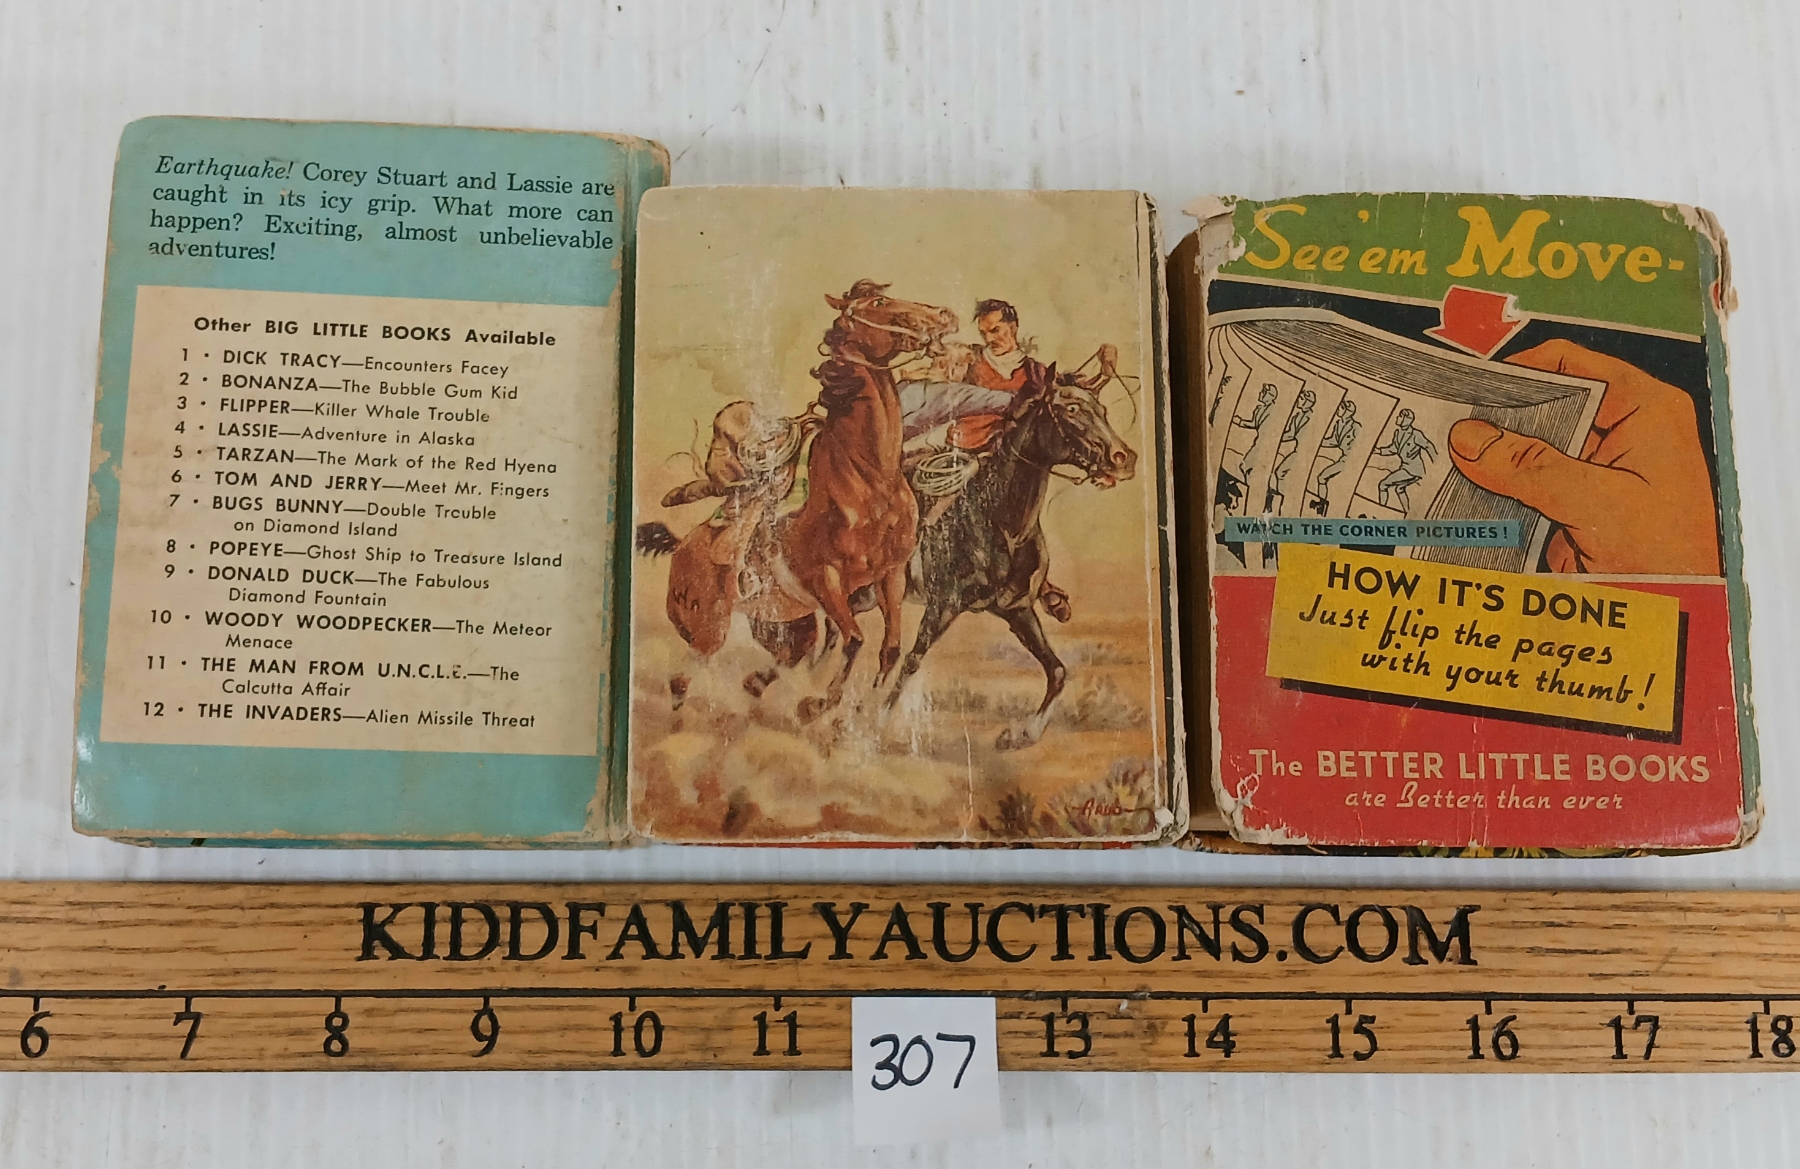 Earthquake! Corey Stuart and Lassie are
caught in its icy grip. What more can
happen? Exciting, almost unbelievable
adventures!
Other BIG LITTLE BOOKS Available
1 • DICK TRACY—Encounters Facey
2 • BONANZA—The Bubble Gum Kid
3 • FLIPPER—Killer Whale Trouble
4 • LASSIE—Adventure in Alaska
5 • TARZAN—The Mark of the Red Hyena
6 • TOM AND JERRY—Meet Mr. Fingers
7 • BUGS BUNNY—Double Trouble
on Diamond Island
8 • POPEYE—Ghost Ship to Treasure Island
9 • DONALD DUCK—The Fabulous
Diamond Fountain
10 • WOODY WOODPECKER—The Meteor
Menace
11 • THE MAN FROM U.N.C.L.E.—The
Calcutta Affair
12 • THE INVADERS—Alien Missile Threat
See 'em Move-
WATCH THE CORNER PICTURES!
HOW IT'S DONE
Just flip the pages
with your thumb!
The BETTER LITTLE BOOKS
are Better than ever
KIDDFAMILYAUCTIONS.COM
6 7 8 9 10 11 13 14 15 16 17 18
307